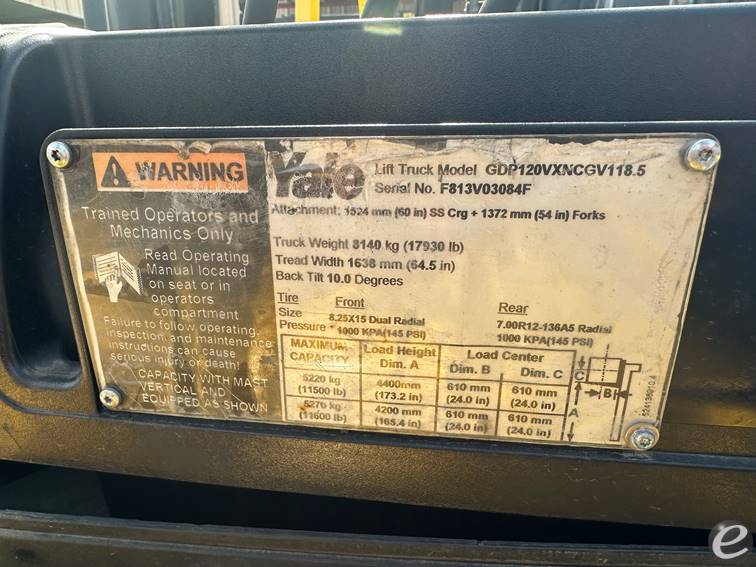 WARNING
Trained Operators and
Mechanics Only
Read Operating
Manual located
on seat or in
operators
compartment
Failure to follow operating,
inspection, and maintenance
instructions can cause
serious injury or death!
CAPACITY WITH MAST
VERTICAL AND
EQUIPPED AS SHOWN
Yale
Lift Truck Model GDP120VXNCGV118.5
Serial No. F813V03084F
Attachment: 1524 mm (60 in) SS Crg + 1372 mm (54 in) Forks
Truck Weight 8140 kg (17930 lb)
Tread Width 1638 mm (64.5 in)
Back Tilt 10.0 Degrees
Tire Front Rear
Size 8.25X15 Dual Radial 7.00R12-136A5 Radial
Pressure * 1000 KPA(145 PSI) 1000 KPA(145 PSI)
MAXIMUM CAPACITY Load Height Dim. A Load Center Dim. B Dim. C
5220 kg 4400mm 610 mm 610 mm
(11500 lb) (173.2 in) (24.0 in) (24.0 in)
5270 kg 4200 mm 610 mm 610 mm
(11600 lb) (165.4 in) (24.0 in) (24.0 in)
C
B
A
524136910.4
e